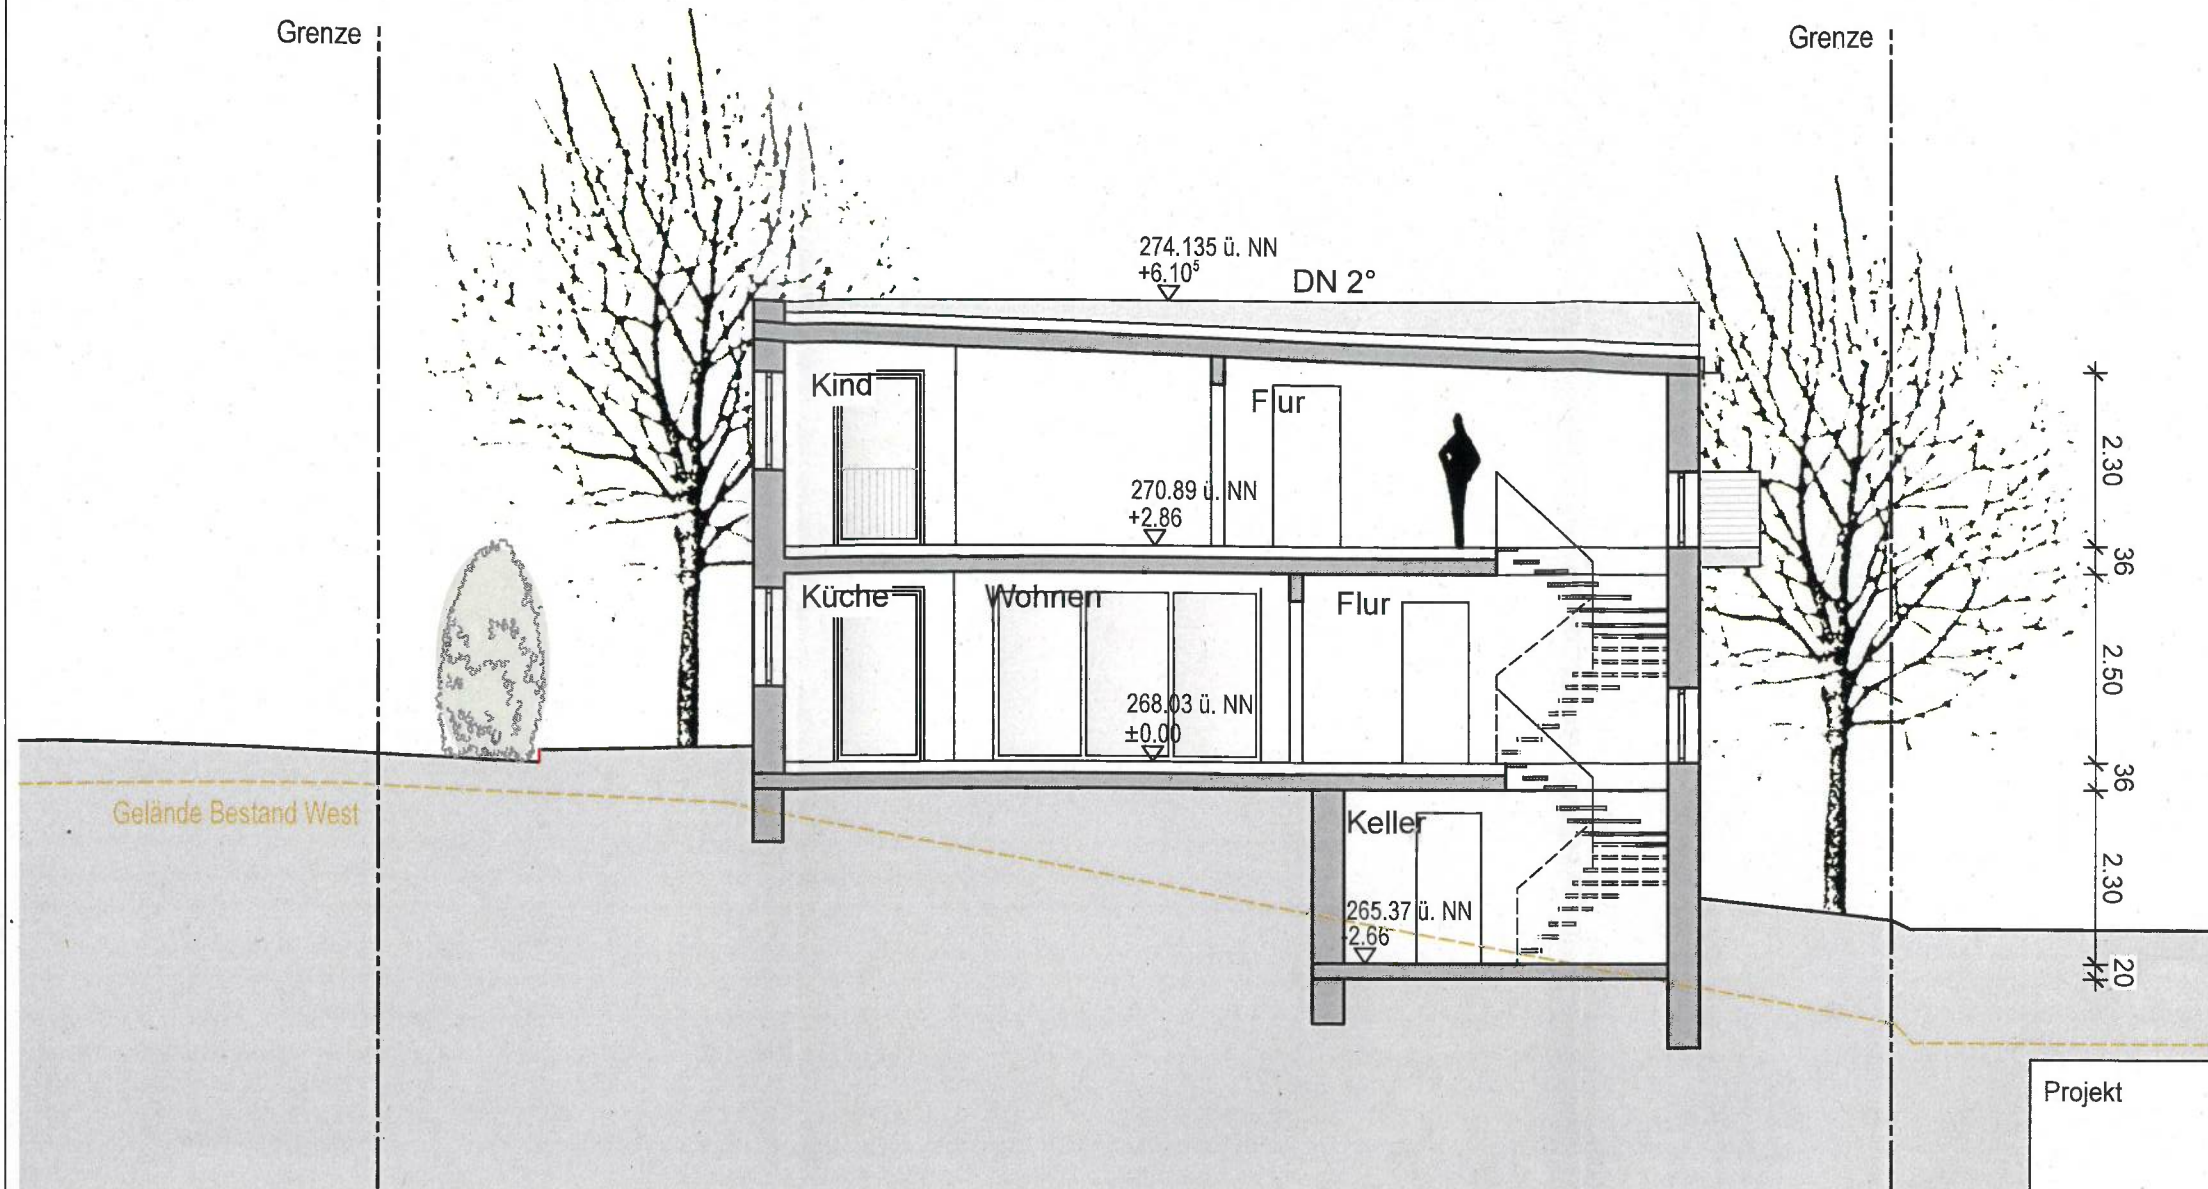 Grenze
Grenze
274.135 ü. NN
+6.10⁵
DN 2°
Kind
Flur
2.30
270.89 ü. NN
+2.86
36
Küche
Wohnen
Flur
2.50
268.03 ü. NN
±0.00
36
Gelände Bestand West
Keller
2.30
265.37 ü. NN
-2.66
20
Projekt